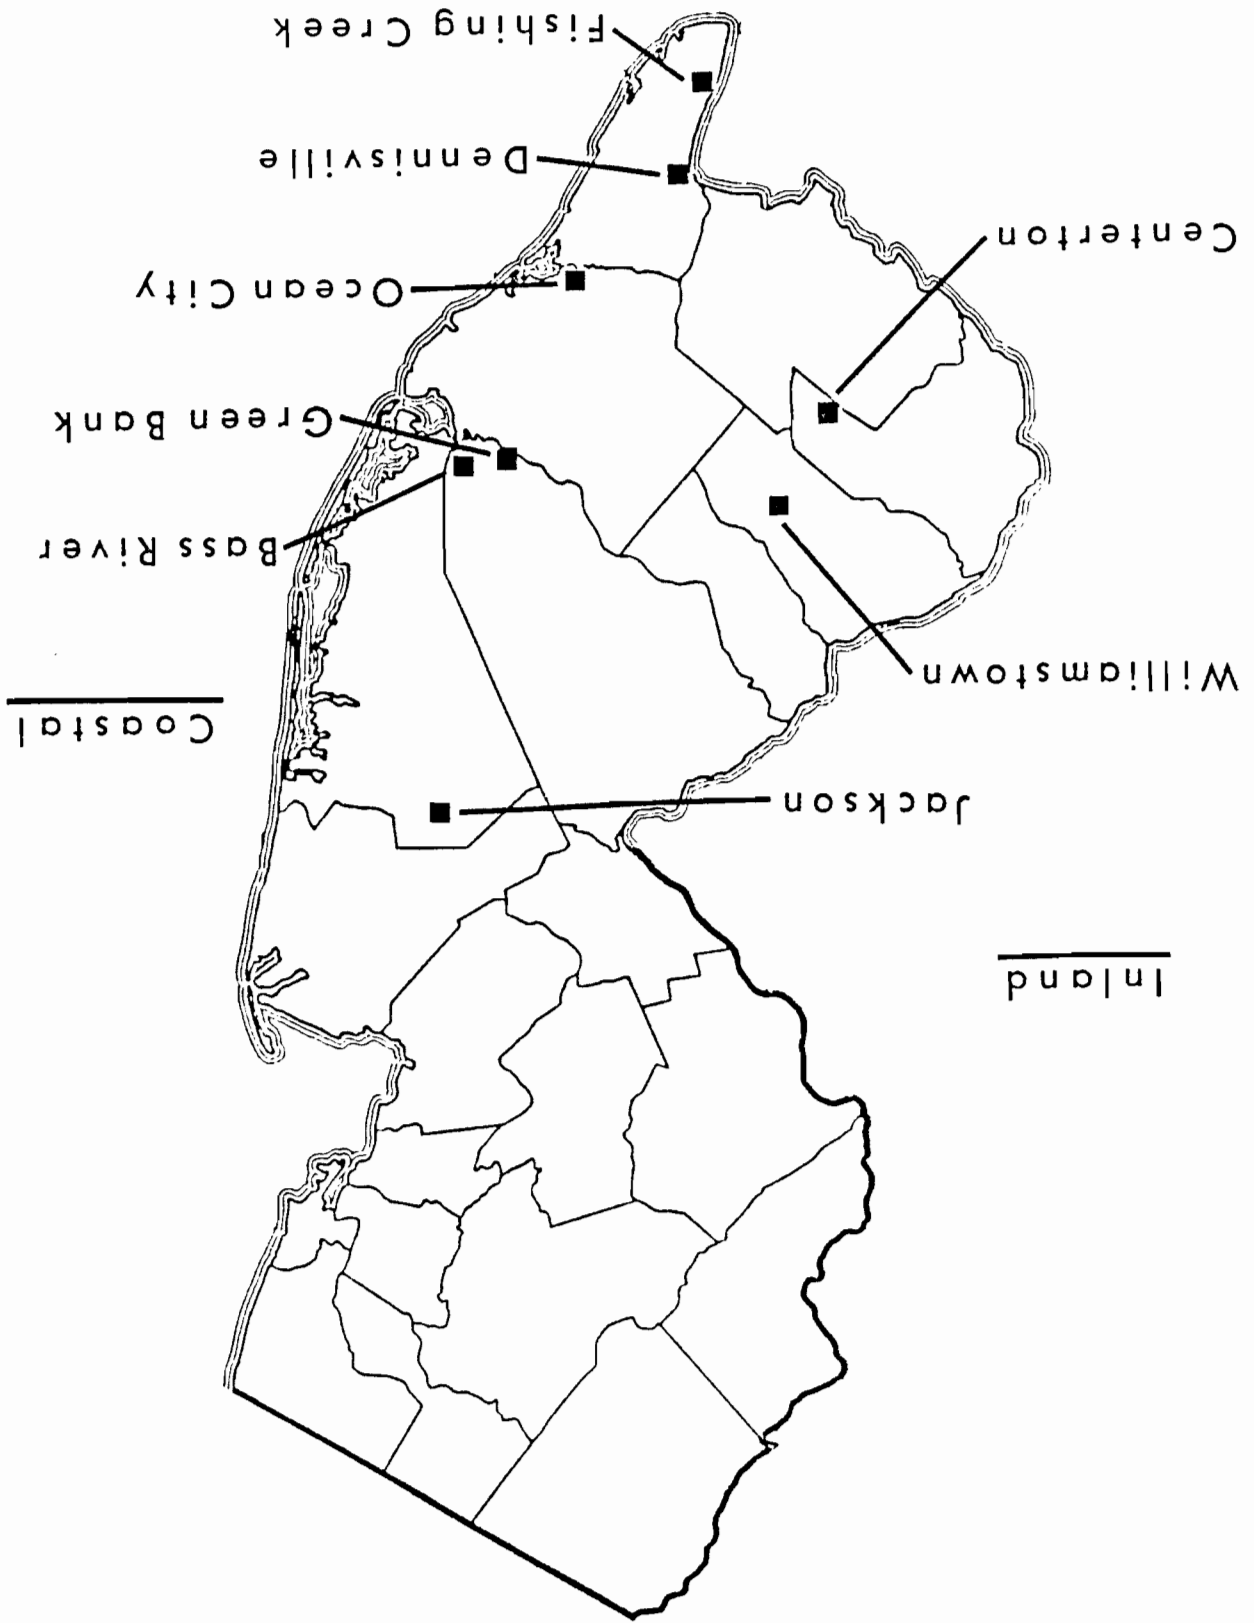 Inland
Coastal
Jackson
Williamstown
Bass River
Green Bank
Centerton
Ocean City
Dennisville
Fishing Creek